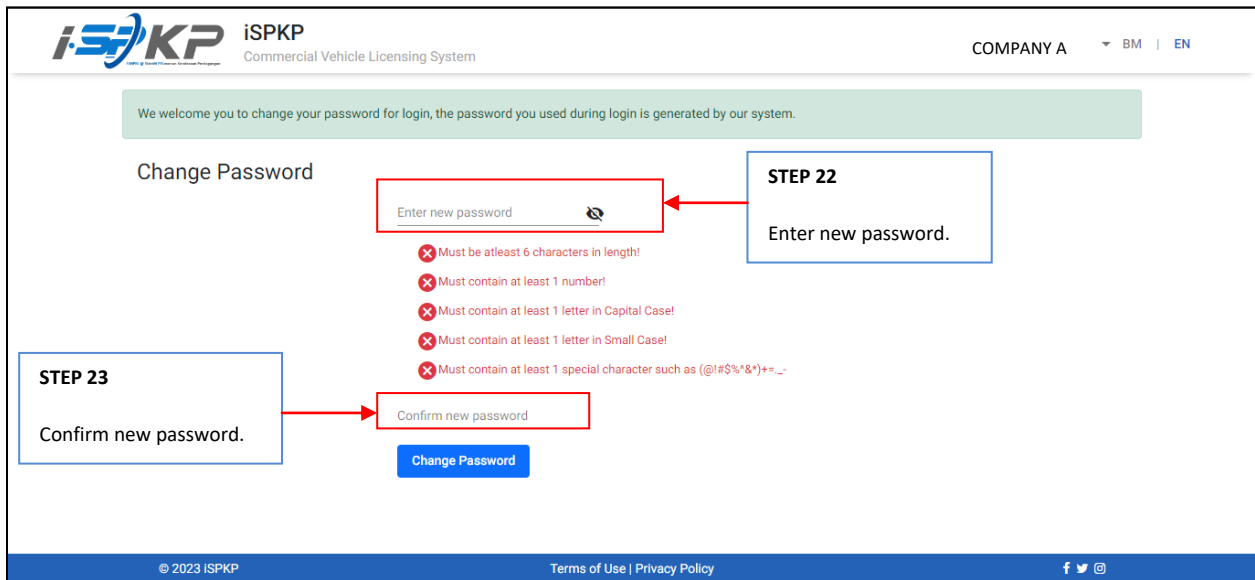 i.SPKP
iSPKP
Commercial Vehicle Licensing System
COMPANY A
BM | EN
We welcome you to change your password for login, the password you used during login is generated by our system.
Change Password
STEP 22
Enter new password.
Enter new password
Must be atleast 6 characters in length!
Must contain at least 1 number!
Must contain at least 1 letter in Capital Case!
Must contain at least 1 letter in Small Case!
Must contain at least 1 special character such as (@!#$%^&*)+=._-
STEP 23
Confirm new password.
Confirm new password
Change Password
© 2023 iSPKP
Terms of Use | Privacy Policy